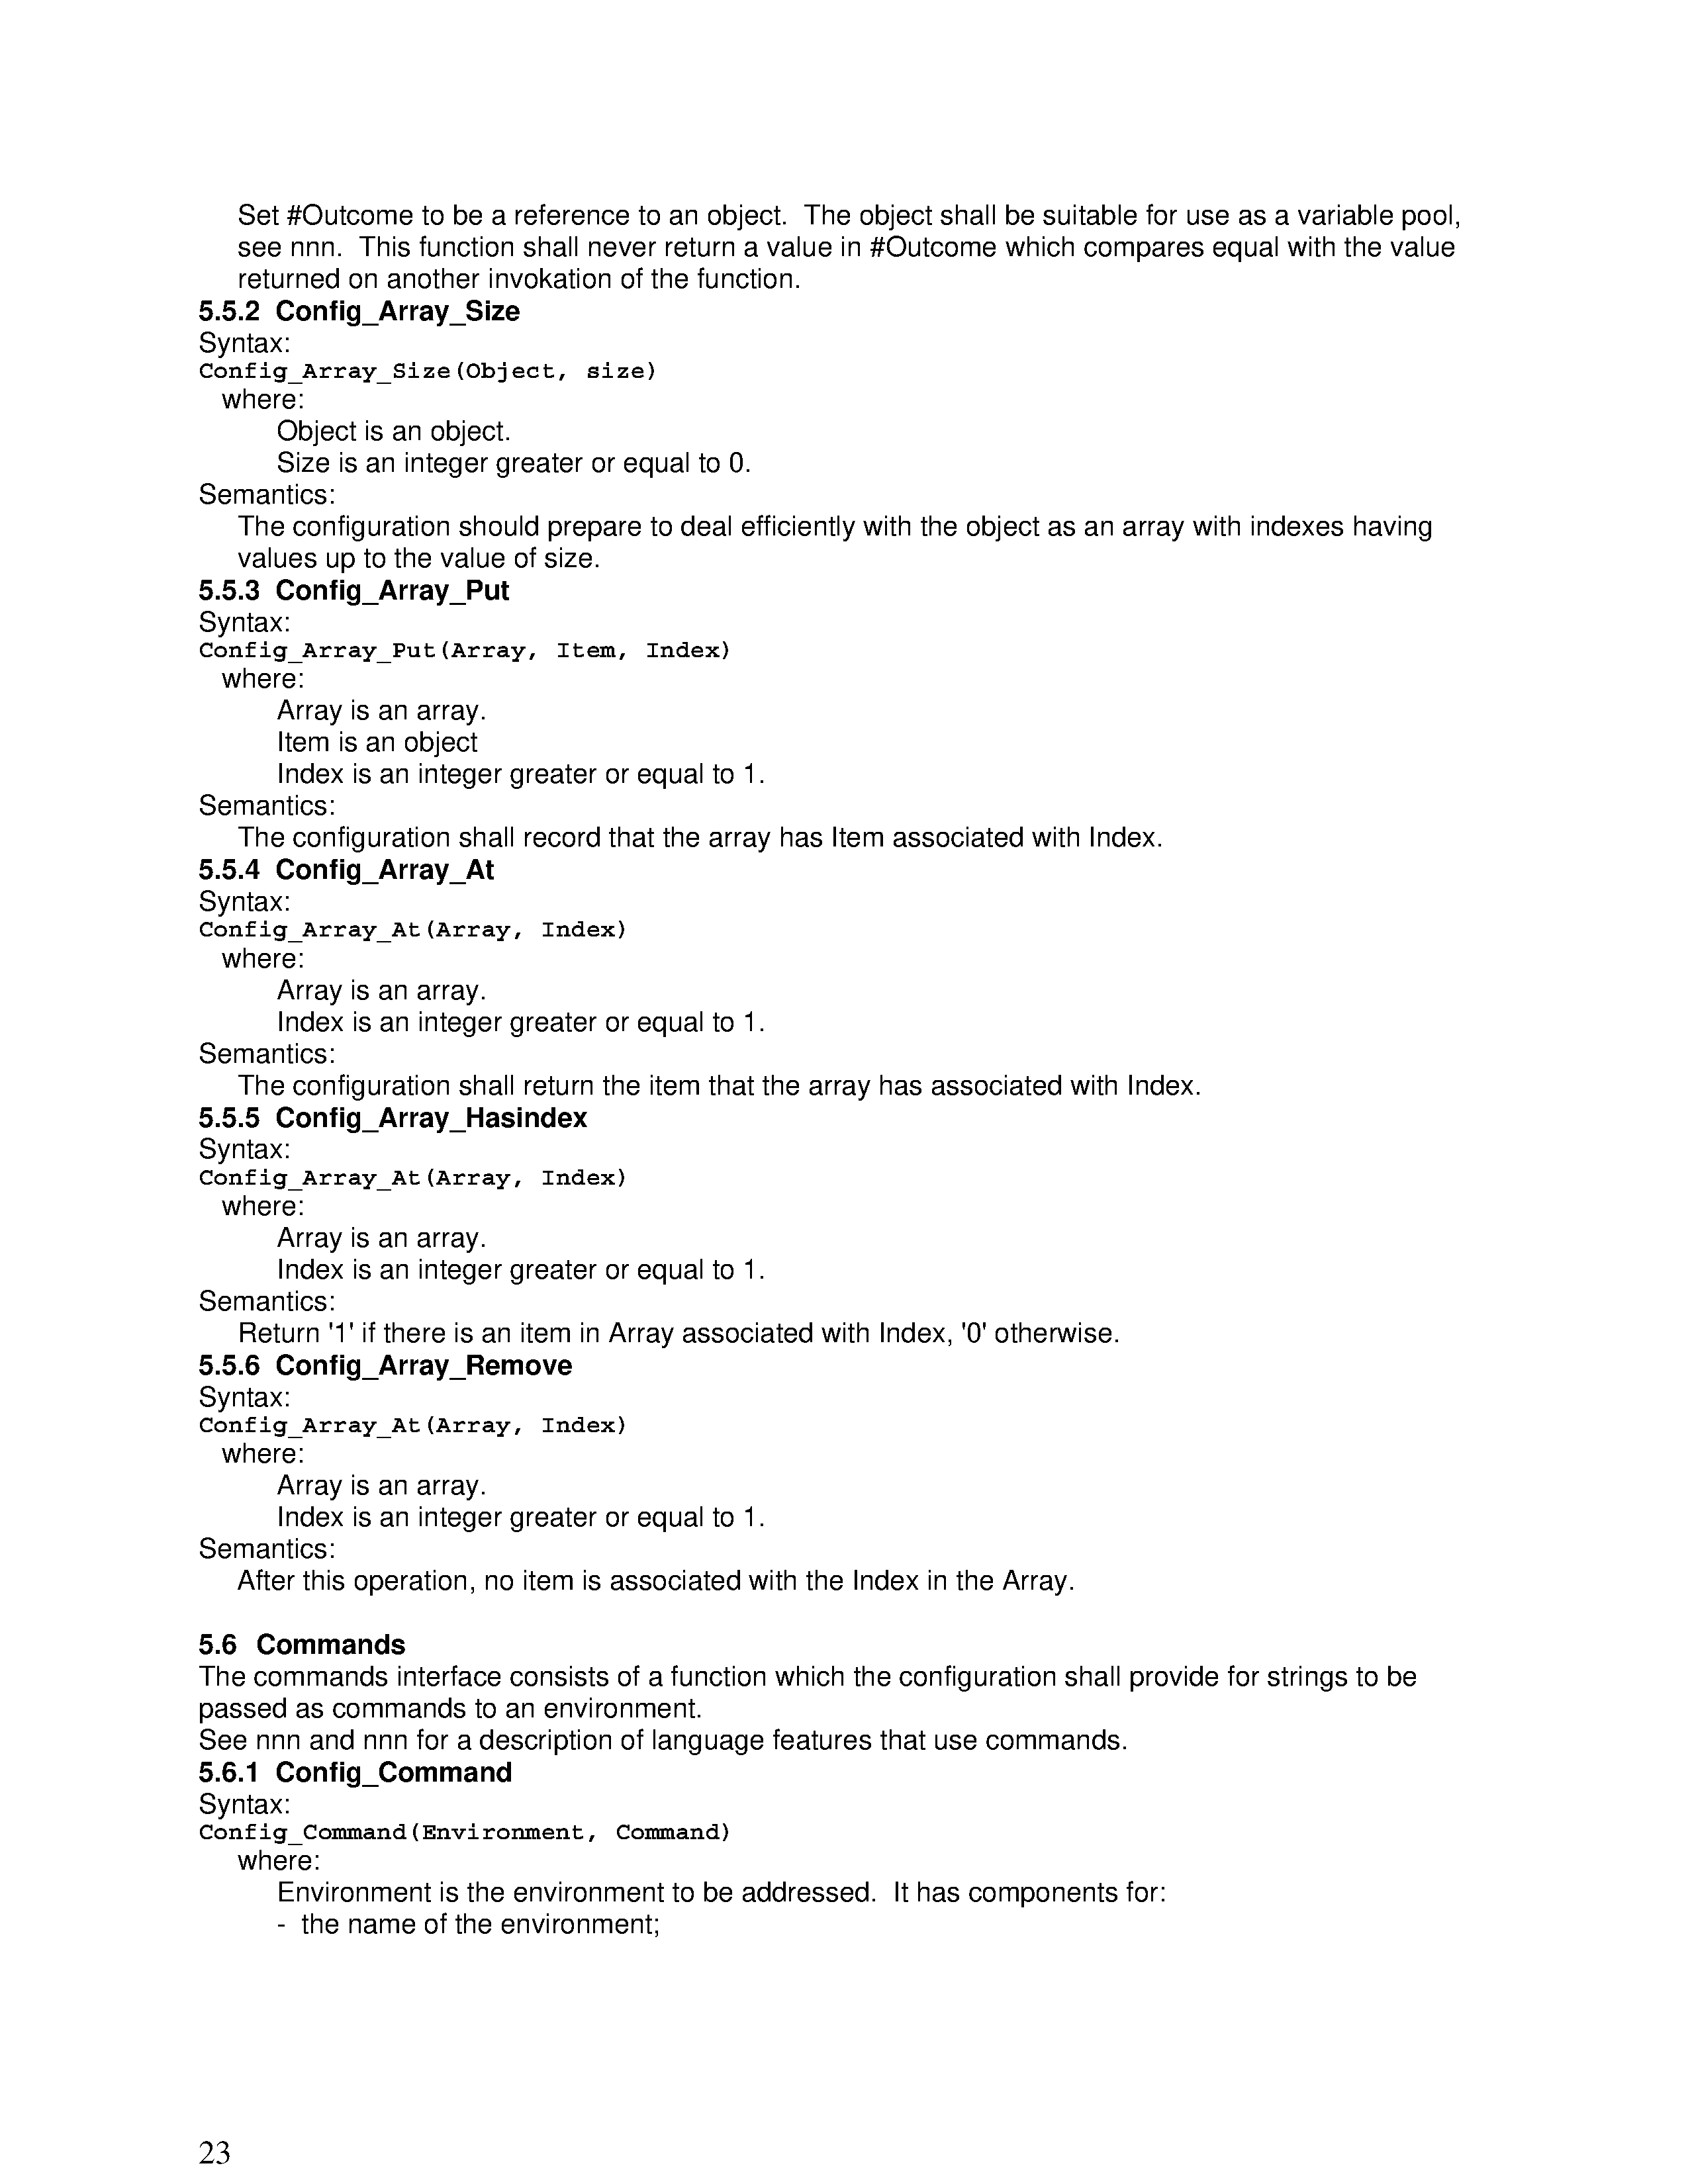 Set #Outcome to be a reference to an object.  The object shall be suitable for use as a variable pool,
see nnn.  This function shall never return a value in #Outcome which compares equal with the value
returned on another invokation of the function.
5.5.2  Config_Array_Size
Syntax:
Config_Array_Size(Object, size)
where:
Object is an object.
Size is an integer greater or equal to 0.
Semantics:
The configuration should prepare to deal efficiently with the object as an array with indexes having
values up to the value of size.
5.5.3  Config_Array_Put
Syntax:
Config_Array_Put(Array, Item, Index)
where:
Array is an array.
Item is an object
Index is an integer greater or equal to 1.
Semantics:
The configuration shall record that the array has Item associated with Index.
5.5.4  Config_Array_At
Syntax:
Config_Array_At(Array, Index)
where:
Array is an array.
Index is an integer greater or equal to 1.
Semantics:
The configuration shall return the item that the array has associated with Index.
5.5.5  Config_Array_Hasindex
Syntax:
Config_Array_At(Array, Index)
where:
Array is an array.
Index is an integer greater or equal to 1.
Semantics:
Return '1' if there is an item in Array associated with Index, '0' otherwise.
5.5.6  Config_Array_Remove
Syntax:
Config_Array_At(Array, Index)
where:
Array is an array.
Index is an integer greater or equal to 1.
Semantics:
After this operation, no item is associated with the Index in the Array.
5.6  Commands
The commands interface consists of a function which the configuration shall provide for strings to be
passed as commands to an environment.
See nnn and nnn for a description of language features that use commands.
5.6.1  Config_Command
Syntax:
Config_Command(Environment, Command)
where:
Environment is the environment to be addressed.  It has components for:
-  the name of the environment;
23